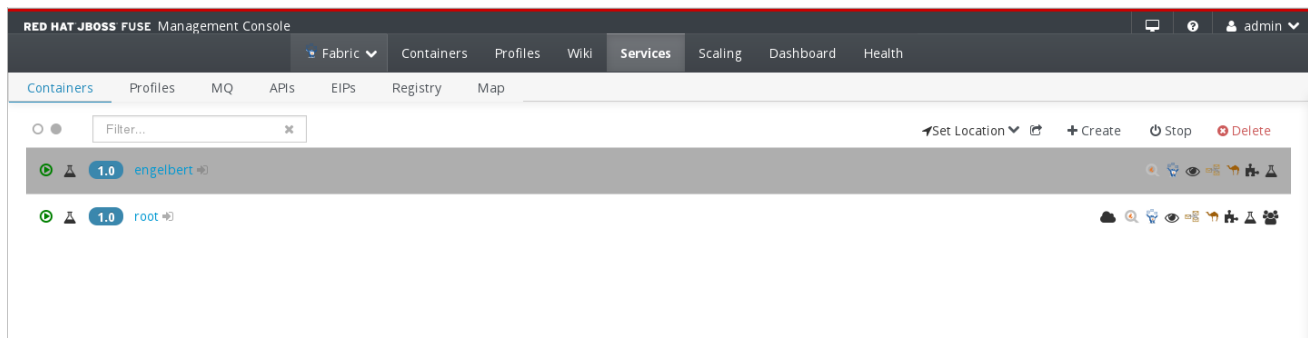 RED HAT JBOSS FUSE Management Console
admin
Fabric Containers Profiles Wiki Services Scaling Dashboard Health
Containers Profiles MQ APIs EIPs Registry Map
Filter... Set Location Create Stop Delete
1.0 engelbert
1.0 root